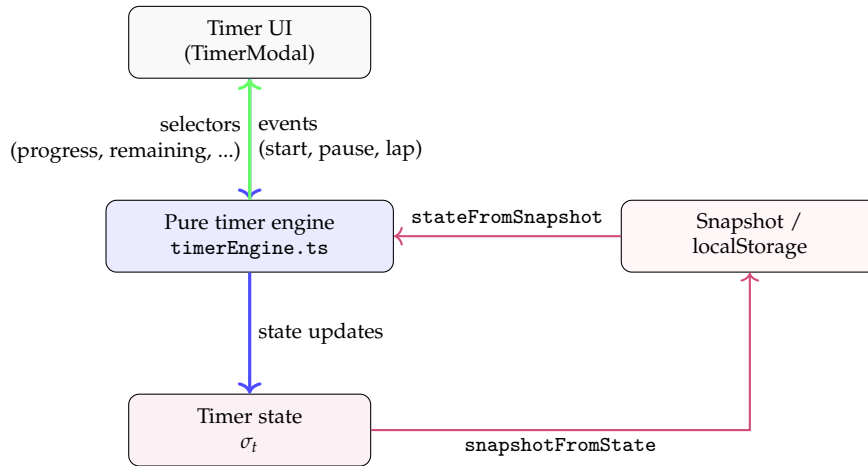 Timer UI
(TimerModal)
selectors
(progress, remaining, ...)
events
(start, pause, lap)
Pure timer engine
timerEngine.ts
stateFromSnapshot
Snapshot /
localStorage
state updates
Timer state
σt
snapshotFromState